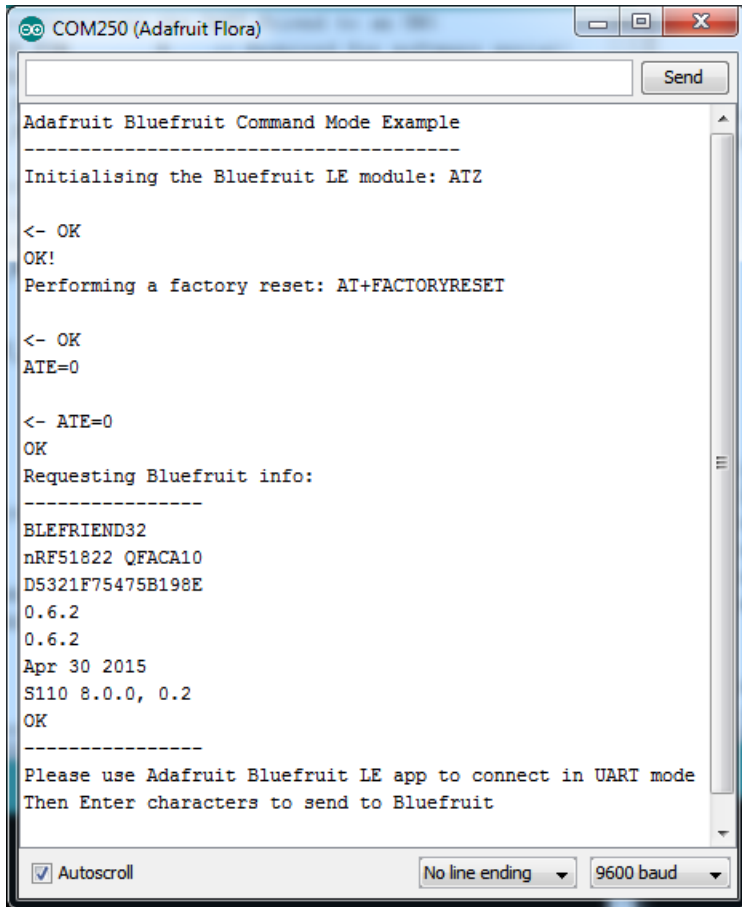 COM250 (Adafruit Flora)
Send
Adafruit Bluefruit Command Mode Example
---------------------------------------
Initialising the Bluefruit LE module: ATZ
<- OK
OK!
Performing a factory reset: AT+FACTORYRESET
<- OK
ATE=0
<- ATE=0
OK
Requesting Bluefruit info:
----------------
BLEFRIEND32
nRF51822 QFACA10
D5321F75475B198E
0.6.2
0.6.2
Apr 30 2015
S110 8.0.0, 0.2
OK
----------------
Please use Adafruit Bluefruit LE app to connect in UART mode
Then Enter characters to send to Bluefruit
Autoscroll
No line ending
9600 baud